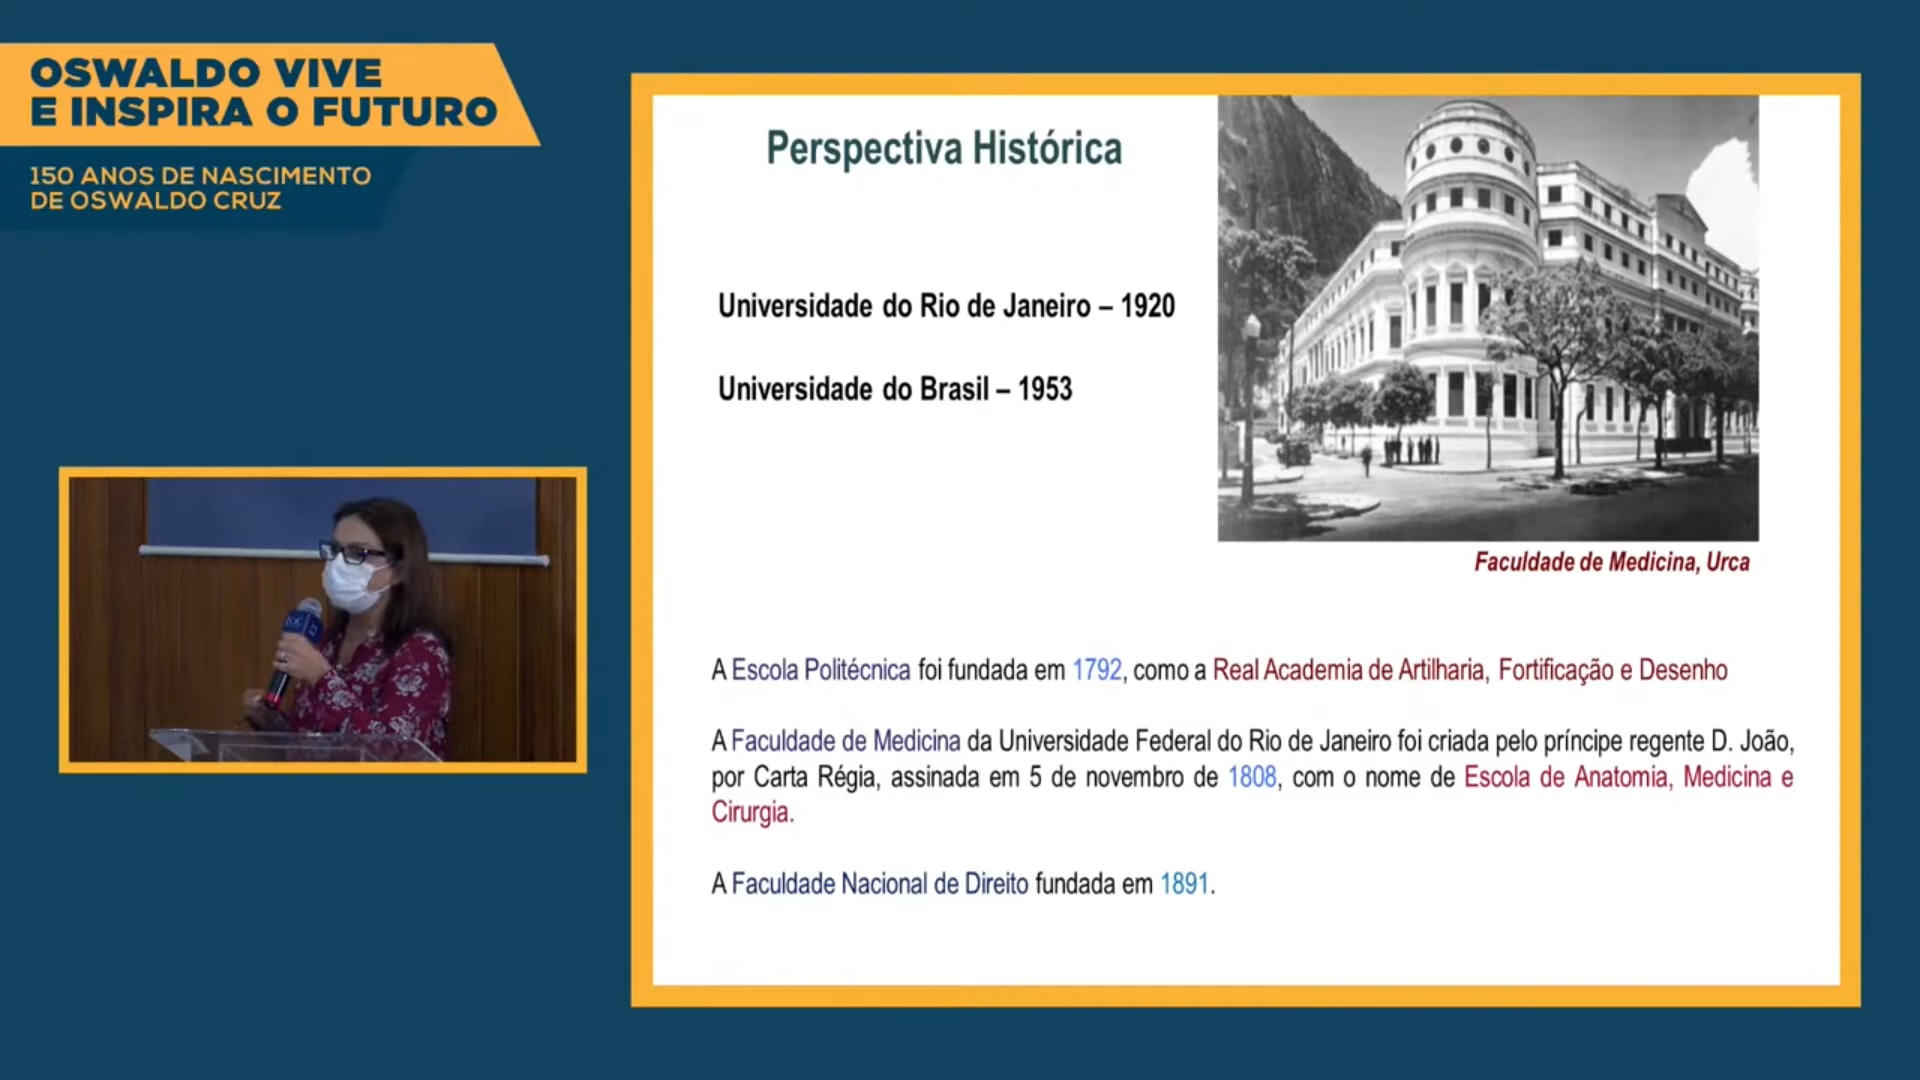 OSWALDO VIVE
E INSPIRA O FUTURO
150 ANOS DE NASCIMENTO
DE OSWALDO CRUZ
Perspectiva Histórica
Universidade do Rio de Janeiro – 1920
Universidade do Brasil – 1953
Faculdade de Medicina, Urca
A Escola Politécnica foi fundada em 1792, como a Real Academia de Artilharia, Fortificação e Desenho
A Faculdade de Medicina da Universidade Federal do Rio de Janeiro foi criada pelo príncipe regente D. João,
por Carta Régia, assinada em 5 de novembro de 1808, com o nome de Escola de Anatomia, Medicina e
Cirurgia.
A Faculdade Nacional de Direito fundada em 1891.